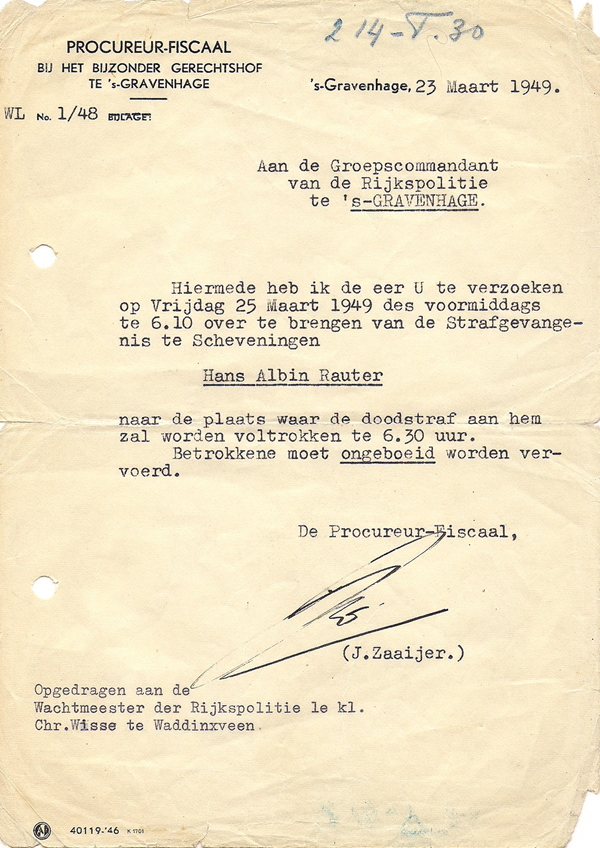 2 14-T.30
PROCUREUR-FISCAAL
BIJ HET BIJZONDER GERECHTSHOF
TE 's-GRAVENHAGE
's-Gravenhage, 23 Maart 1949.
WL No. 1/48 BIJLAGE:
Aan de Groepscommandant
van de Rijkspolitie
te 's-GRAVENHAGE.
Hiermede heb ik de eer U te verzoeken
op Vrijdag 25 Maart 1949 des voormiddags
te 6.10 over te brengen van de Strafgevange-
nis te Scheveningen
Hans Albin Rauter
naar de plaats waar de doodstraf aan hem
zal worden voltrokken te 6.30 uur.
Betrokkene moet ongeboeid worden ver-
voerd.
De Procureur-Fiscaal,
(J.Zaaijer.)
Opgedragen aan de
Wachtmeester der Rijkspolitie 1e kl.
Chr.Wisse te Waddinxveen.
40119-'46 K 1701